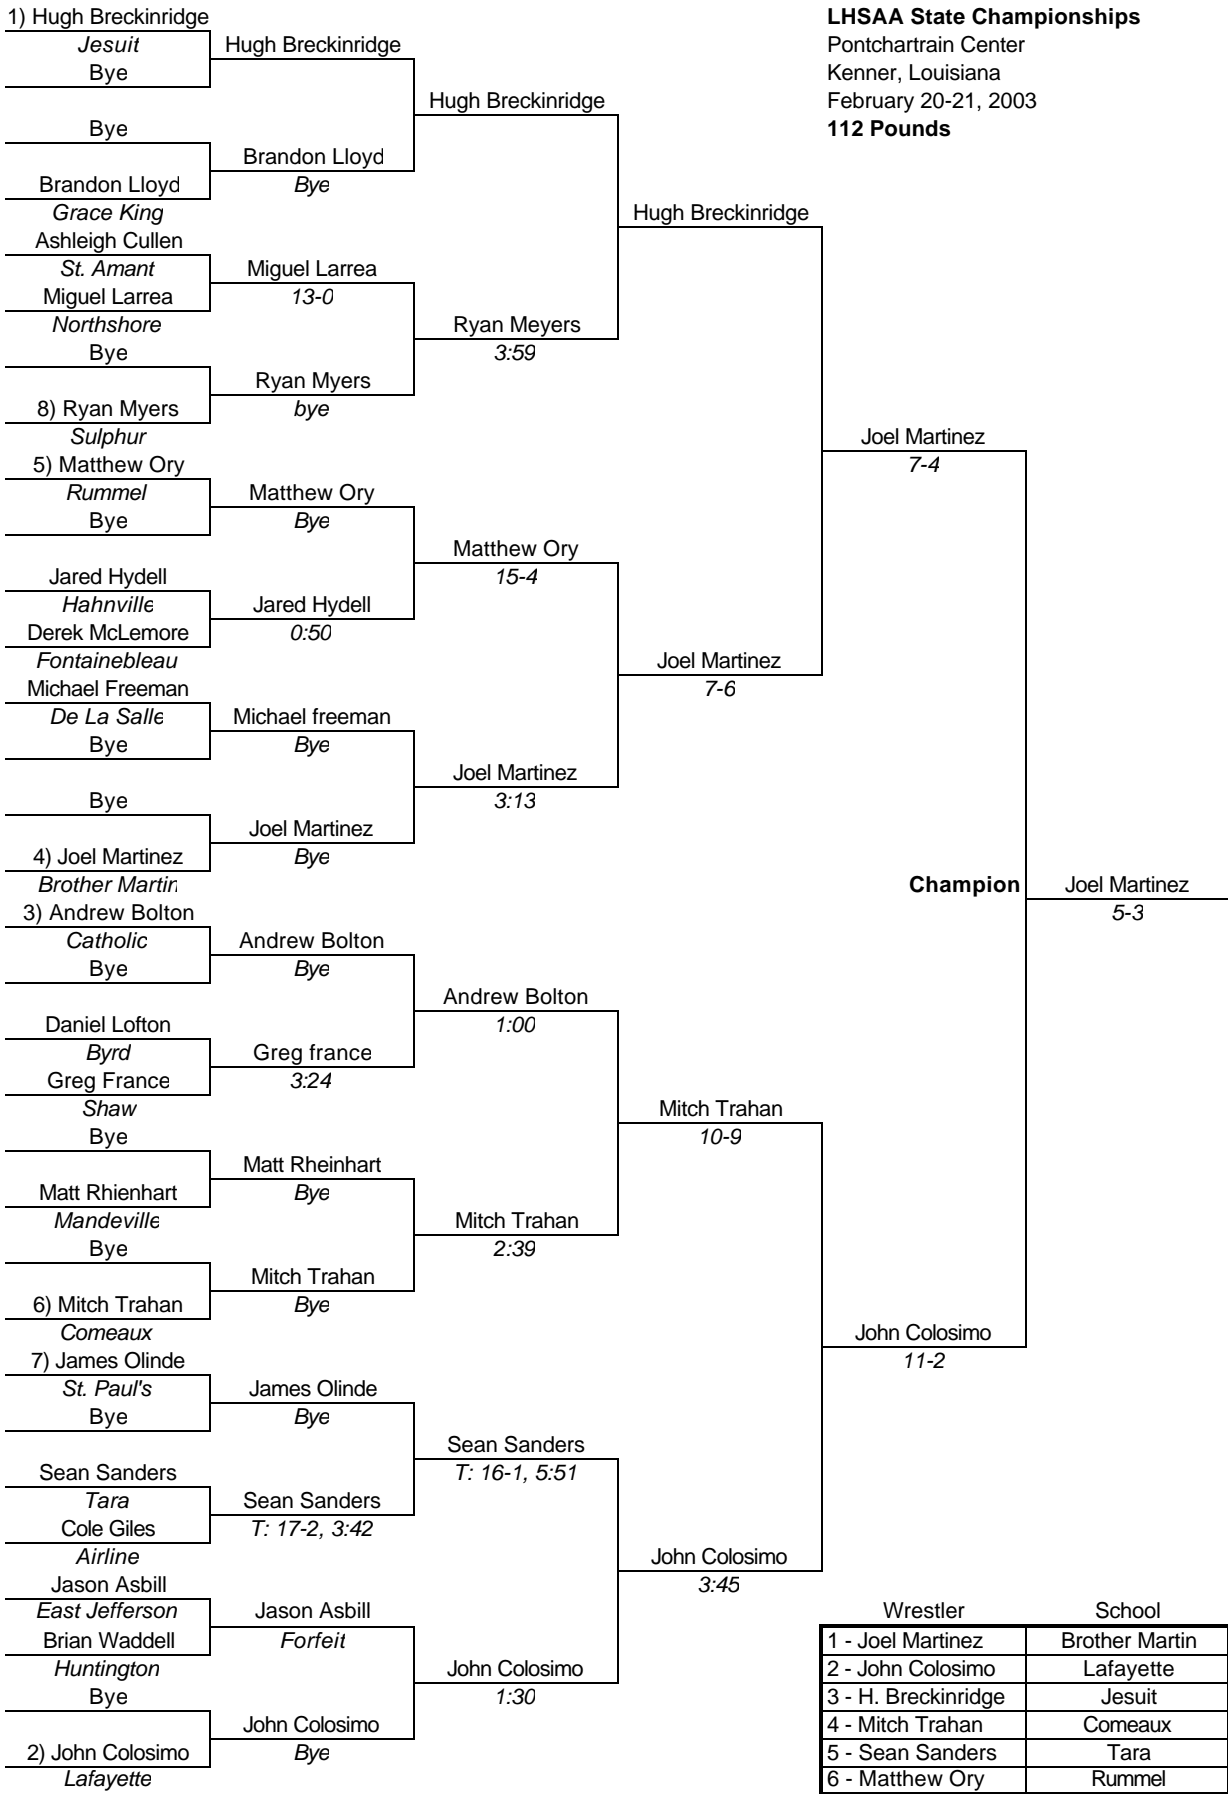 1) Hugh Breckinridge
Jesuit
Bye
Bye
Brandon Lloyd
Grace King
Ashleigh Cullen
St. Amant
Miguel Larrea
Northshore
Bye
8) Ryan Myers
Sulphur
5) Matthew Ory
Rummel
Bye
Jared Hydell
Hahnville
Derek McLemore
Fontainebleau
Michael Freeman
De La Salle
Bye
Bye
4) Joel Martinez
Brother Martin
3) Andrew Bolton
Catholic
Bye
Daniel Lofton
Byrd
Greg France
Shaw
Bye
Matt Rhienhart
Mandeville
Bye
6) Mitch Trahan
Comeaux
7) James Olinde
St. Paul's
Bye
Sean Sanders
Tara
Cole Giles
Airline
Jason Asbill
East Jefferson
Brian Waddell
Huntington
Bye
2) John Colosimo
Lafayette
Hugh Breckinridge
Brandon Lloyd
Bye
Miguel Larrea
13-0
Ryan Myers
bye
Matthew Ory
Bye
Jared Hydell
0:50
Michael freeman
Bye
Joel Martinez
Bye
Andrew Bolton
Bye
Greg france
3:24
Matt Rheinhart
Bye
Mitch Trahan
Bye
James Olinde
Bye
Sean Sanders
T: 17-2, 3:42
Jason Asbill
Forfeit
John Colosimo
Bye
Hugh Breckinridge
Ryan Meyers
3:59
Matthew Ory
15-4
Joel Martinez
3:13
Andrew Bolton
1:00
Mitch Trahan
2:39
Sean Sanders
T: 16-1, 5:51
John Colosimo
1:30
Hugh Breckinridge
Joel Martinez
7-6
Mitch Trahan
10-9
John Colosimo
3:45
Joel Martinez
7-4
John Colosimo
11-2
Champion
Joel Martinez
5-3
LHSAA State Championships
Pontchartrain Center
Kenner, Louisiana
February 20-21, 2003
112 Pounds
Wrestler School
1 - Joel Martinez Brother Martin
2 - John Colosimo Lafayette
3 - H. Breckinridge Jesuit
4 - Mitch Trahan Comeaux
5 - Sean Sanders Tara
6 - Matthew Ory Rummel